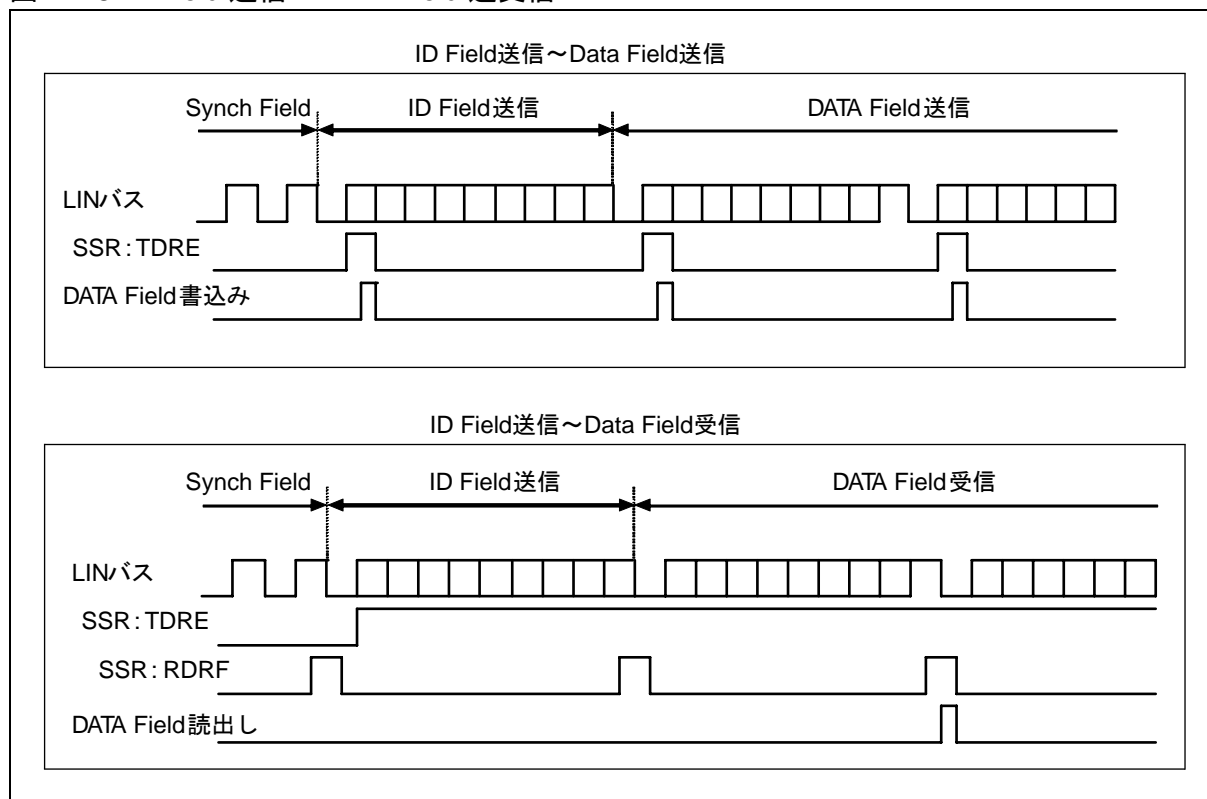 ID Field送信～Data Field送信
Synch Field ID Field送信 DATA Field送信
LINバス
SSR：TDRE
DATA Field書込み
ID Field送信～Data Field受信
Synch Field ID Field送信 DATA Field受信
LINバス
SSR：TDRE
SSR：RDRF
DATA Field読出し